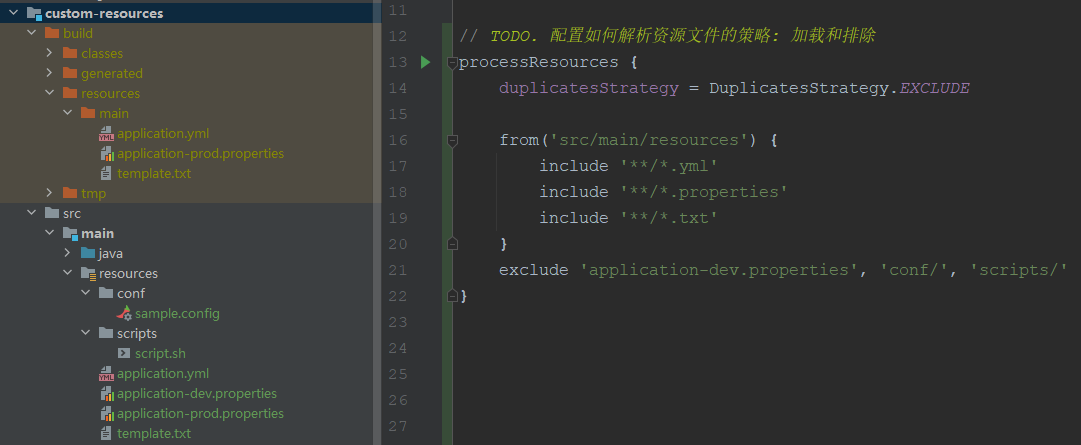 custom-resources
build
classes
generated
resources
main
application.yml
application-prod.properties
template.txt
tmp
src
main
java
resources
conf
sample.config
scripts
script.sh
application.yml
application-dev.properties
application-prod.properties
template.txt
11
12 // TODO. 配置如何解析资源文件的策略: 加载和排除
13 processResources {
14 duplicatesStrategy = DuplicatesStrategy.EXCLUDE
15
16 from('src/main/resources') {
17 include '**/*.yml'
18 include '**/*.properties'
19 include '**/*.txt'
20 }
21 exclude 'application-dev.properties', 'conf/', 'scripts/'
22 }
23
24
25
26
27